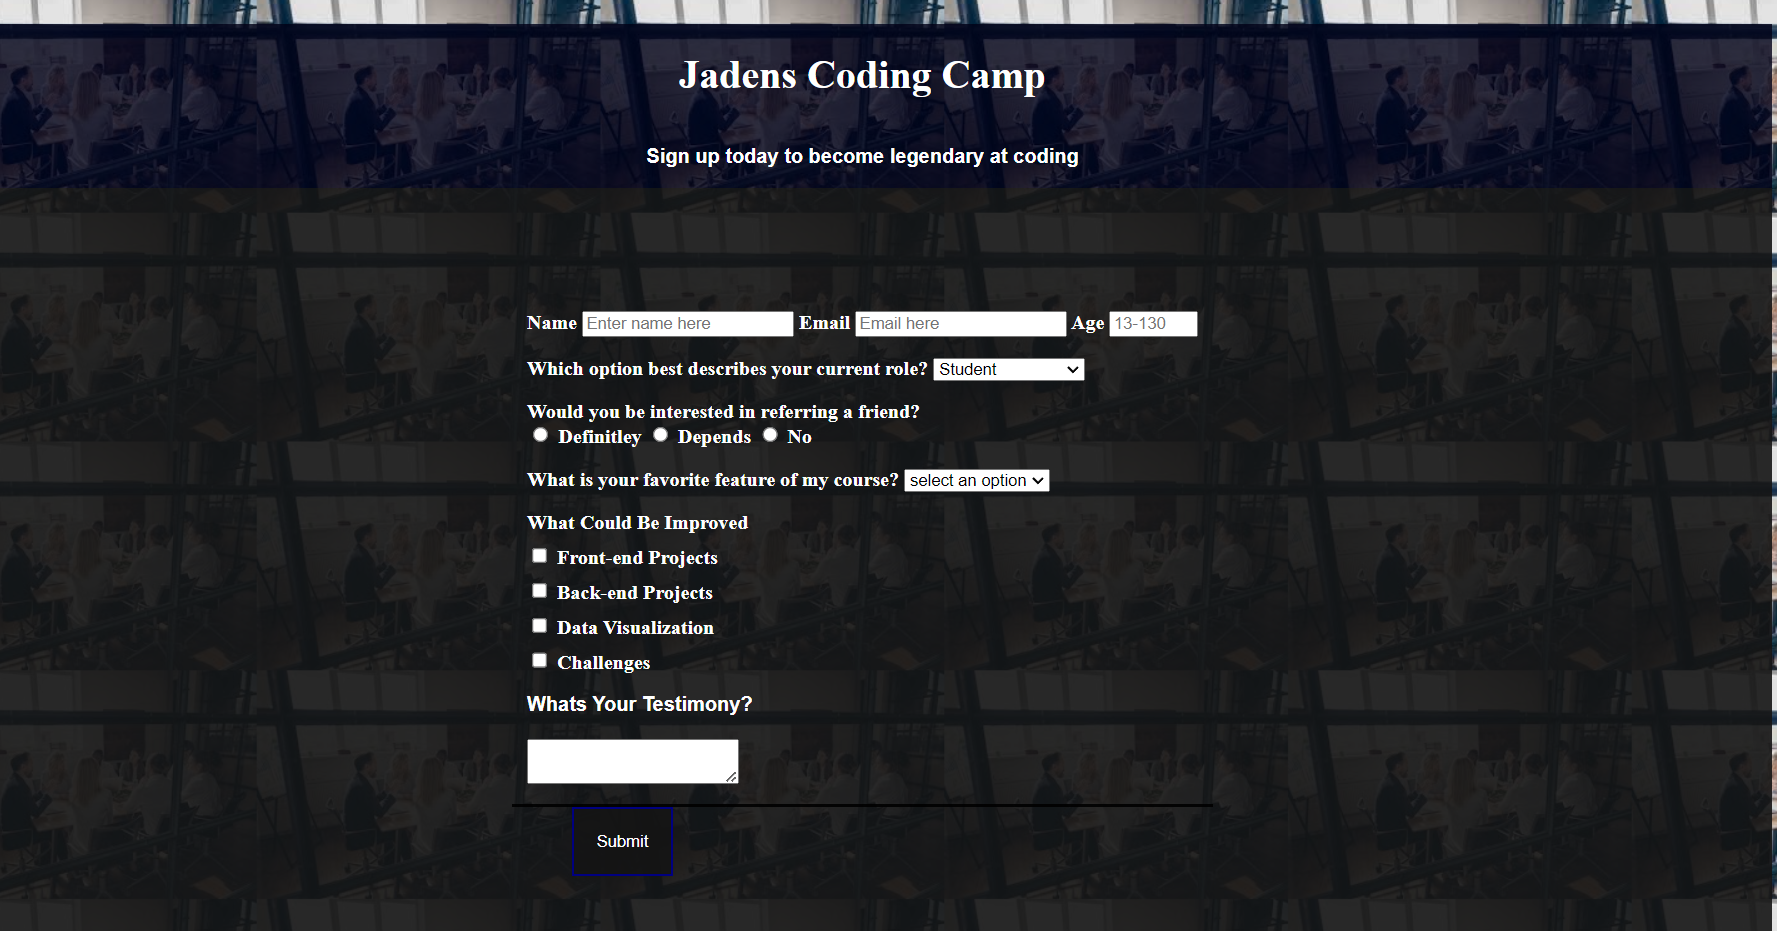 Jadens Coding Camp
Sign up today to become legendary at coding
Name Enter name here Email Email here Age 13-130
Which option best describes your current role? Student
Would you be interested in referring a friend?
Definitley Depends No
What is your favorite feature of my course? select an option
What Could Be Improved
Front-end Projects
Back-end Projects
Data Visualization
Challenges
Whats Your Testimony?
Submit